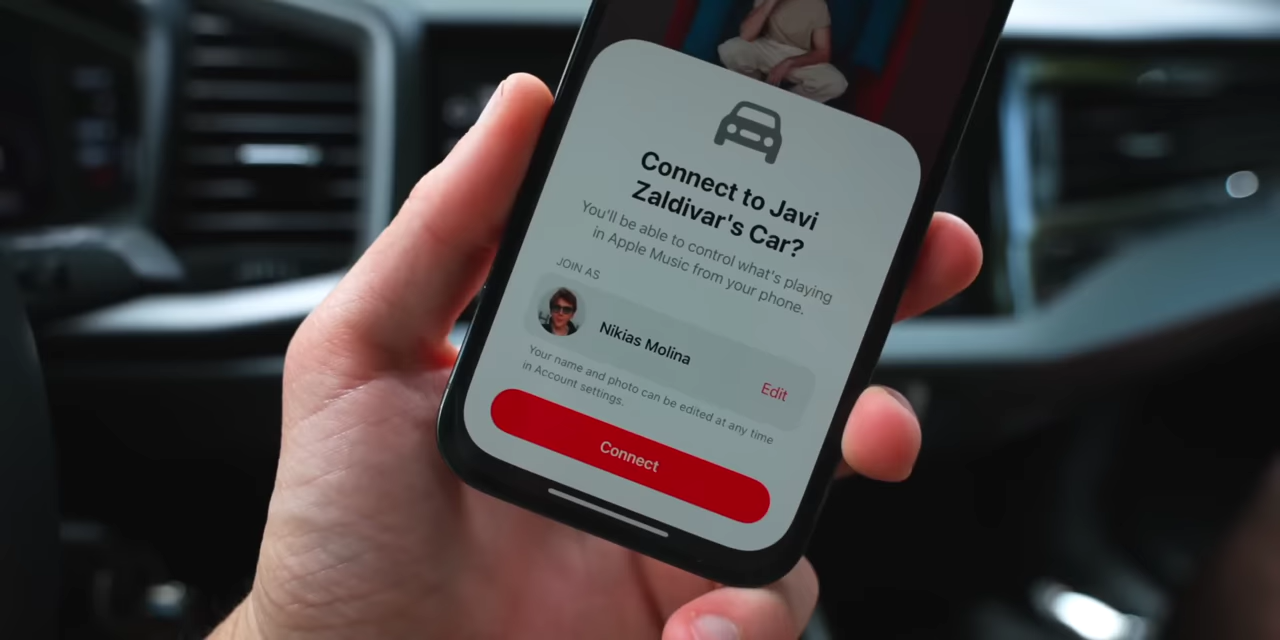 Connect to Javi
Zaldivar's Car?
You'll be able to control what's playing
in Apple Music from your phone.
JOIN AS
Nikias Molina
Edit
Your name and photo can be edited at any time
in Account settings.
Connect